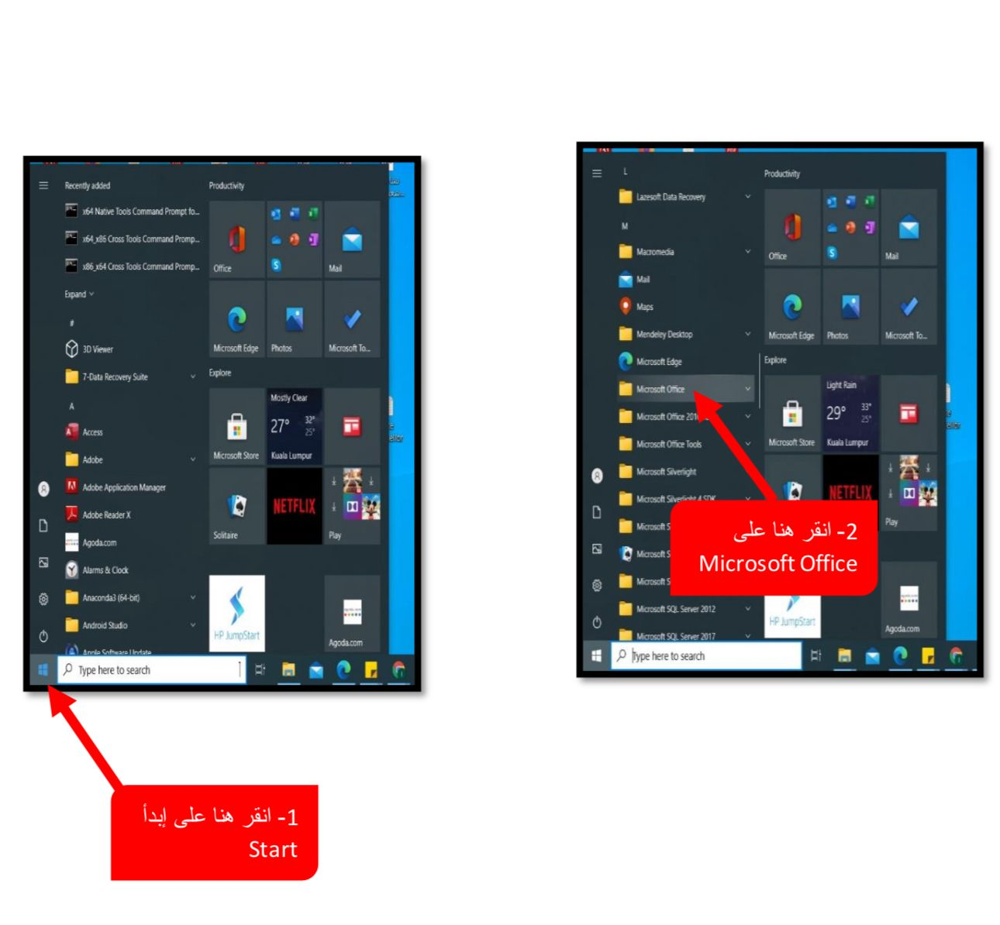 Recently added
x64 Native Tools Command Prompt fo...
x64_x86 Cross Tools Command Promp...
x86_x64 Cross Tools Command Promp...
Expand
#
3D Viewer
7-Data Recovery Suite
A
Access
Adobe
Adobe Application Manager
Adobe Reader X
Agoda.com
Alarms & Clock
Anaconda3 (64-bit)
Android Studio
Apple Software Update
Productivity
Office
Mail
Microsoft Edge
Photos
Microsoft To...
Explore
Microsoft Store
Mostly Clear
27° 32°
25°
Kuala Lumpur
Solitaire
NETFLIX
Play
HP JumpStart
Agoda.com
Type here to search
1- انقر هنا على إبدأ
Start
L
Lazesoft Data Recovery
M
Macromedia
Mail
Maps
Mendeley Desktop
Microsoft Edge
Microsoft Office
Microsoft Office 201
Microsoft Office Tools
Microsoft Silverlight
Microsoft Silverlight 4 SDK
Microsoft S
Microsoft S
Microsoft S
Microsoft SQL Server 2012
Microsoft SQL Server 2017
Productivity
Office
Mail
Microsoft Edge
Photos
Microsoft To...
Explore
Microsoft Store
Light Rain
29° 33°
25°
Kuala Lumpur
NETFLIX
Play
HP JumpStart
Agoda.com
Type here to search
2- انقر هنا على
Microsoft Office